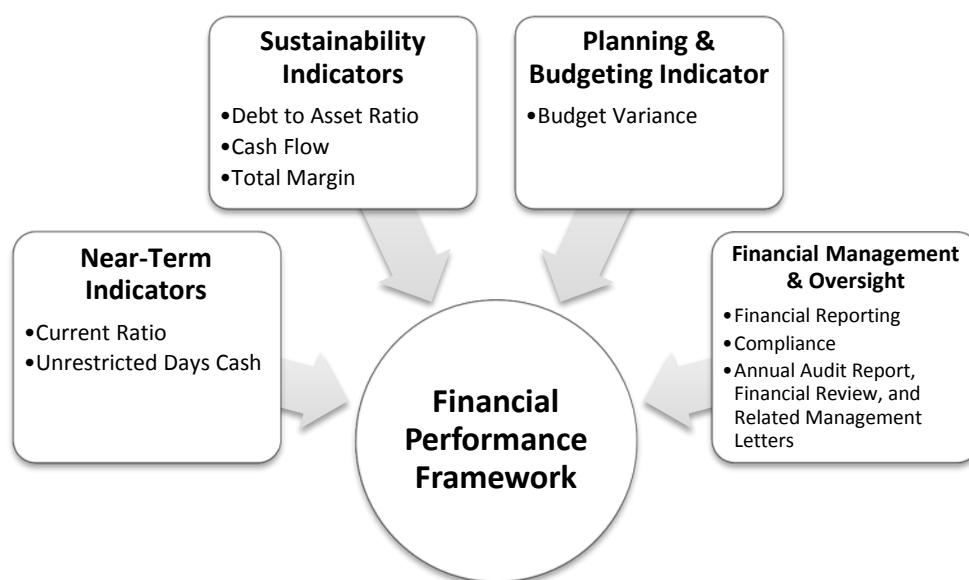 Sustainability
Indicators
•Debt to Asset Ratio
•Cash Flow
•Total Margin
Planning &
Budgeting Indicator
•Budget Variance
Near-Term
Indicators
•Current Ratio
•Unrestricted Days Cash
Financial Management
& Oversight
•Financial Reporting
•Compliance
•Annual Audit Report,
Financial Review, and
Related Management
Letters
Financial
Performance
Framework